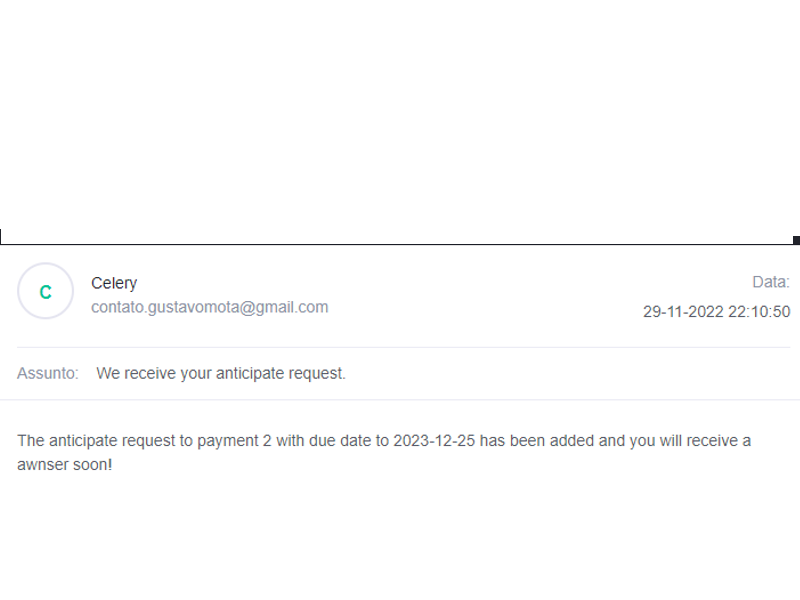 C
Celery
Data:
contato.gustavomota@gmail.com
29-11-2022 22:10:50
Assunto: We receive your anticipate request.
The anticipate request to payment 2 with due date to 2023-12-25 has been added and you will receive a
awnser soon!